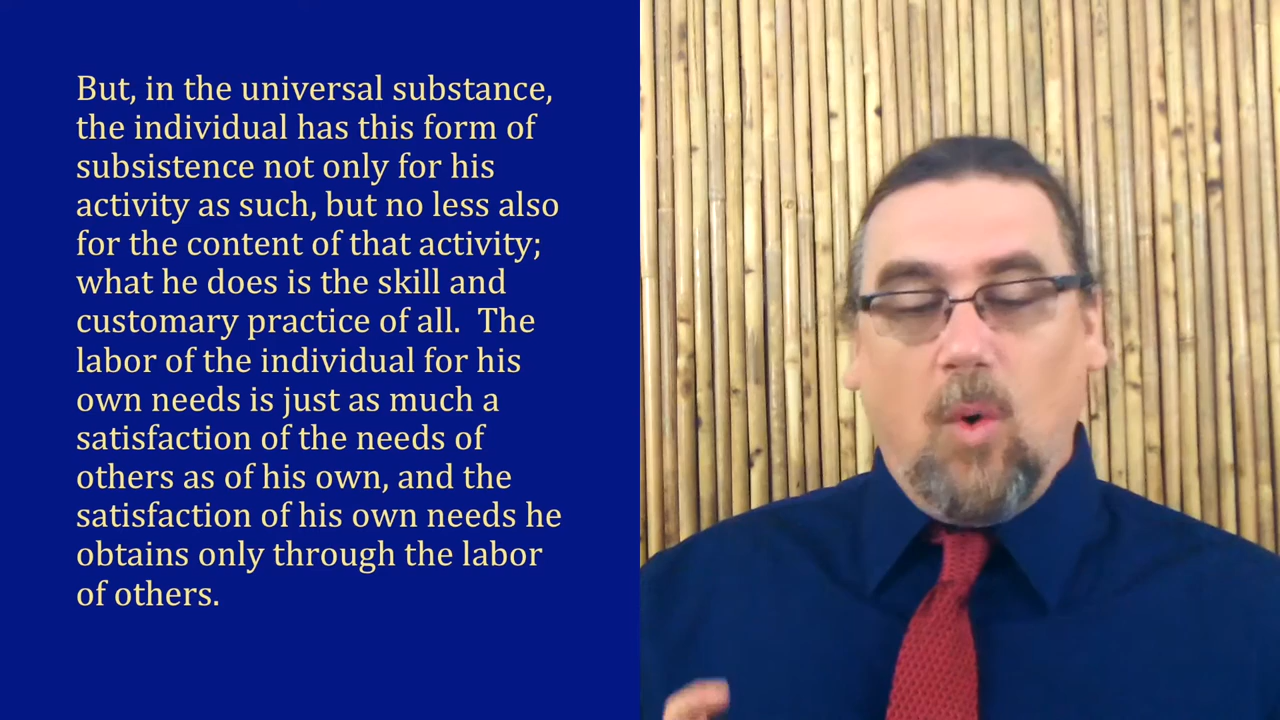 But, in the universal substance,
the individual has this form of
subsistence not only for his
activity as such, but no less also
for the content of that activity;
what he does is the skill and
customary practice of all.  The
labor of the individual for his
own needs is just as much a
satisfaction of the needs of
others as of his own, and the
satisfaction of his own needs he
obtains only through the labor
of others.